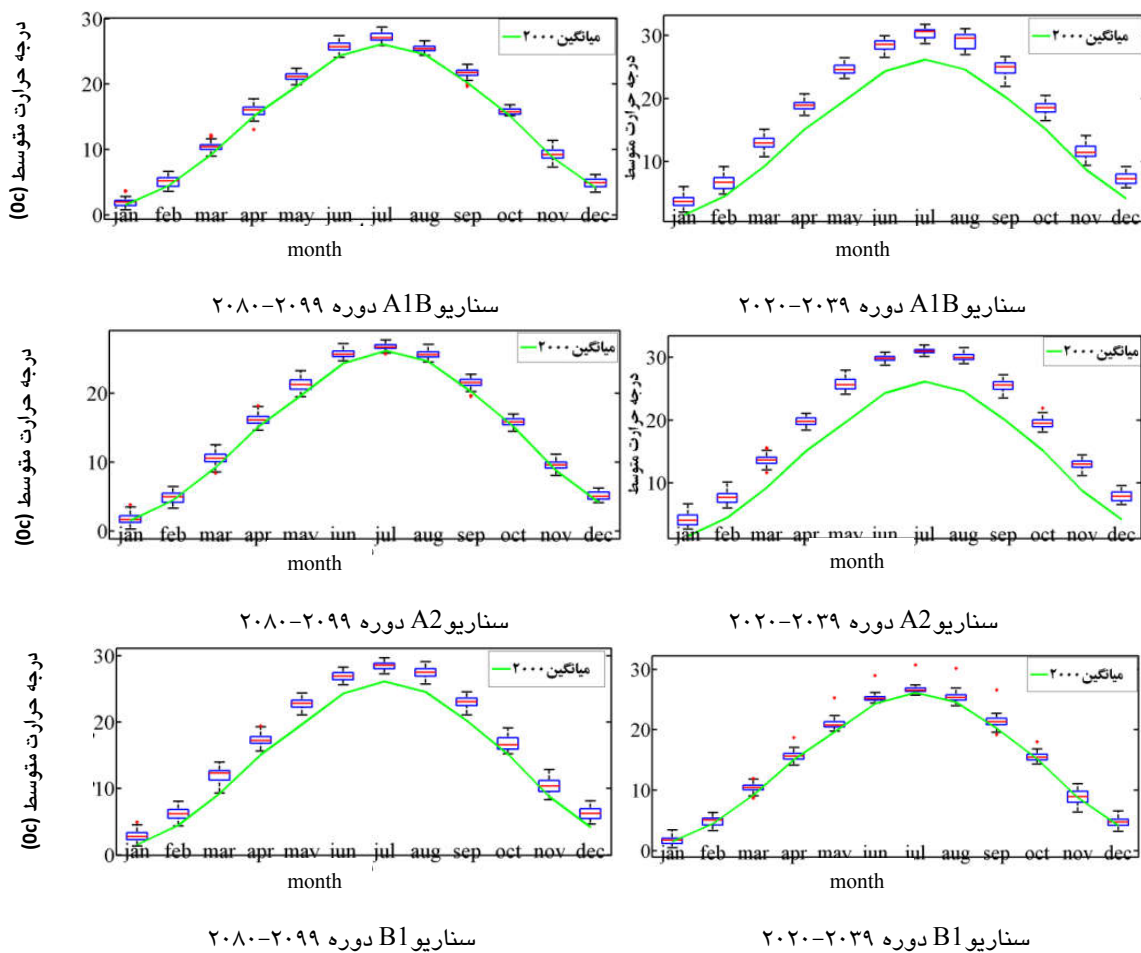 درجه حرارت متوسط (0c)
30
20
10
0
میانگین ۲۰۰۰
jan feb mar apr may jun jul aug sep oct nov dec
month
سناریو A1B دوره ۲۰۹۹-۲۰۸۰
درجه حرارت متوسط
30
20
10
میانگین ۲۰۰۰
jan feb mar apr may jun jul aug sep oct nov dec
month
سناریو A1B دوره ۲۰۳۹-۲۰۲۰
درجه حرارت متوسط (0c)
20
10
0
میانگین ۲۰۰۰
jan feb mar apr may jun jul aug sep oct nov dec
month
سناریو A2 دوره ۲۰۹۹-۲۰۸۰
درجه حرارت متوسط
30
20
10
میانگین ۲۰۰۰
jan feb mar apr may jun jul aug sep oct nov dec
month
سناریو A2 دوره ۲۰۳۹-۲۰۲۰
درجه حرارت متوسط (0c)
30
20
10
0
میانگین ۲۰۰۰
jan feb mar apr may jun jul aug sep oct nov dec
month
سناریو B1 دوره ۲۰۹۹-۲۰۸۰
30
20
10
0
میانگین ۲۰۰۰
jan feb mar apr may jun jul aug sep oct nov dec
month
سناریو B1 دوره ۲۰۳۹-۲۰۲۰